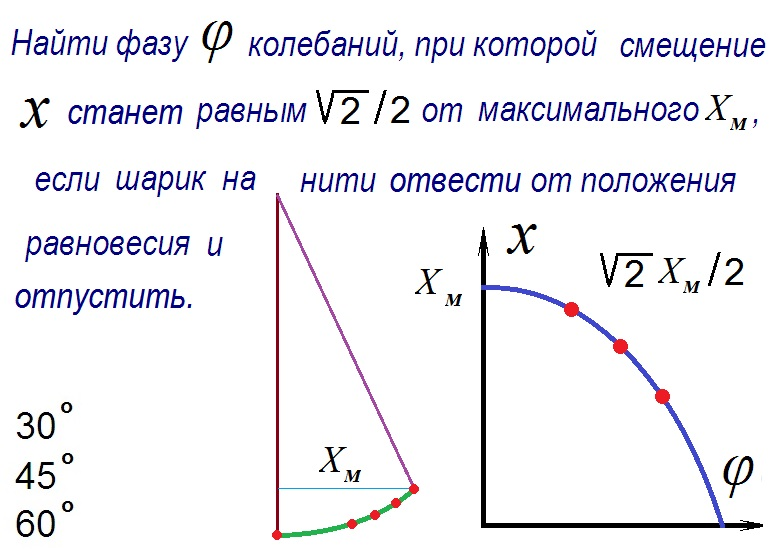 Найти фазу φ колебаний, при которой смещение
x станет равным √2/2 от максимального Xм,
если шарик на нити отвести от положения
равновесия и
отпустить.
x
√2 Xм/2
Xм
30°
45°
60°
Xм
φ